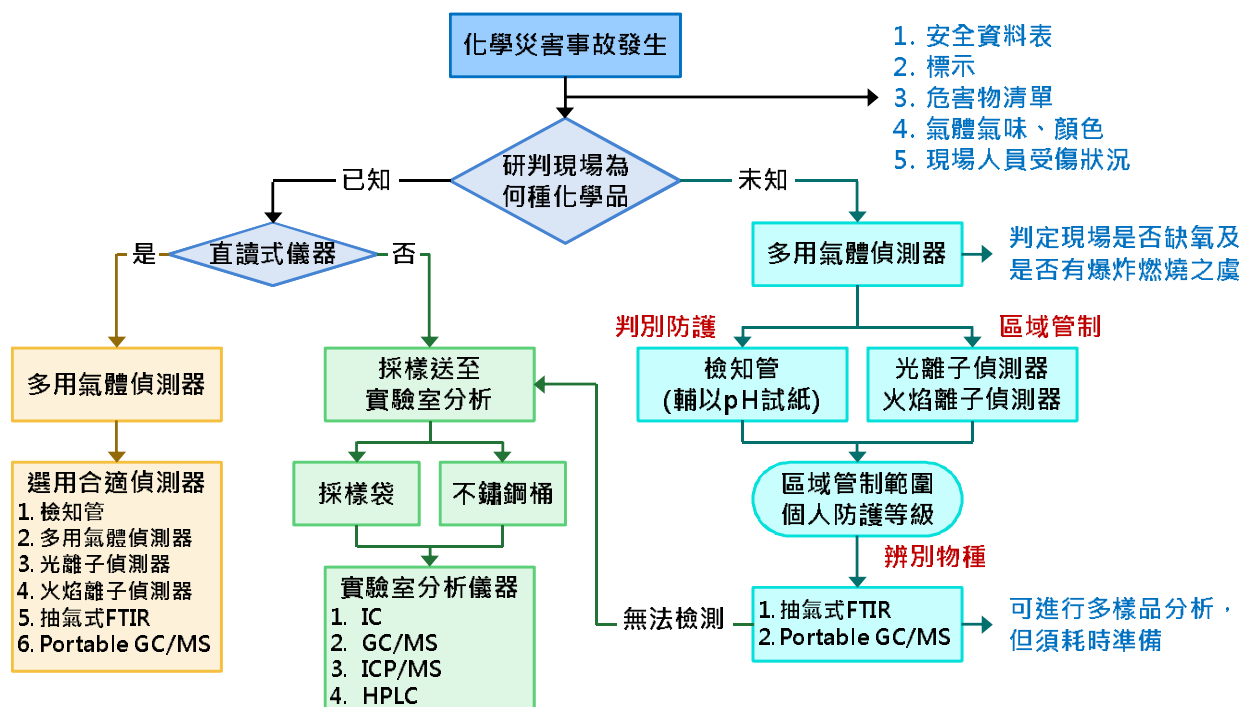 化學災害事故發生
1. 安全資料表
2. 標示
3. 危害物清單
4. 氣體氣味、顏色
5. 現場人員受傷狀況
研判現場為
何種化學品
已知
未知
直讀式儀器
是
否
多用氣體偵測器
判定現場是否缺氧及
是否有爆炸燃燒之虞
判別防護
區域管制
多用氣體偵測器
採樣送至
實驗室分析
檢知管
(輔以pH試紙)
光離子偵測器
火焰離子偵測器
選用合適偵測器
1. 檢知管
2. 多用氣體偵測器
3. 光離子偵測器
4. 火焰離子偵測器
5. 抽氣式FTIR
6. Portable GC/MS
採樣袋
不鏽鋼桶
區域管制範圍
個人防護等級
辨別物種
實驗室分析儀器
1. IC
2. GC/MS
3. ICP/MS
4. HPLC
無法檢測
1. 抽氣式FTIR
2. Portable GC/MS
可進行多樣品分析，
但須耗時準備